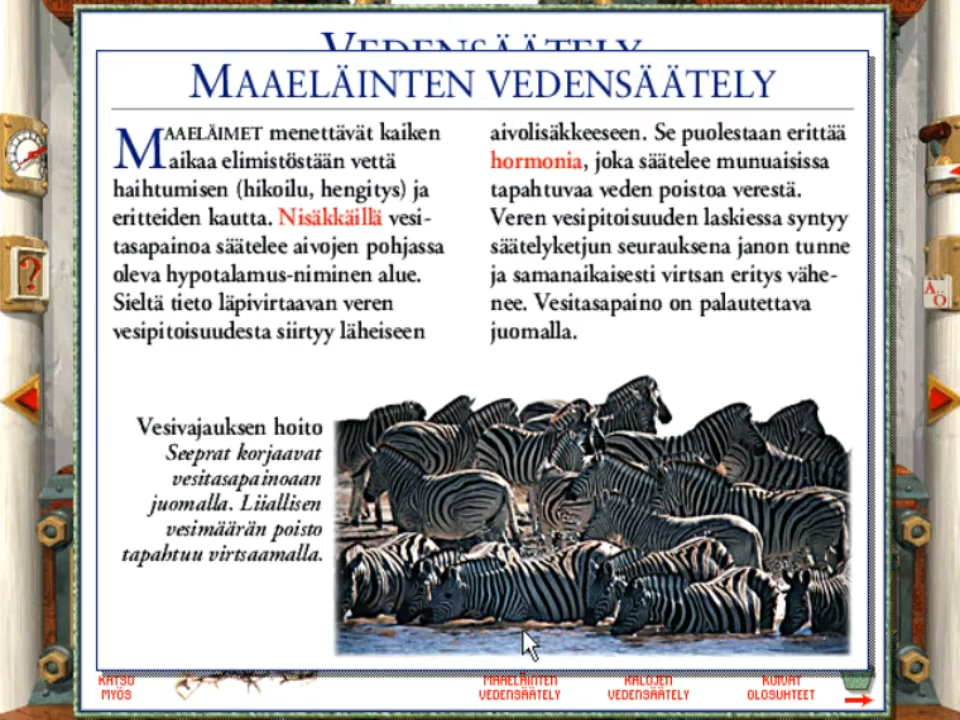 VEDENSÄÄTELY
MAAELÄINTEN VEDENSÄÄTELY
MAAELÄIMET menettävät kaiken
aikaa elimistöstään vettä
haihtumisen (hikoilu, hengitys) ja
eritteiden kautta. Nisäkkäillä vesi-
tasapainoa säätelee aivojen pohjassa
oleva hypotalamus-niminen alue.
Sieltä tieto läpivirtaavan veren
vesipitoisuudesta siirtyy läheiseen
aivolisäkkeeseen. Se puolestaan erittää
hormonia, joka säätelee munuaisissa
tapahtuvaa veden poistoa verestä.
Veren vesipitoisuuden laskiessa syntyy
säätelyketjun seurauksena janon tunne
ja samanaikaisesti virtsan eritys vähe-
nee. Vesitasapaino on palautettava
juomalla.
Vesivajauksen hoito
Seeprat korjaavat
vesitasapainoaan
juomalla. Liiallisen
vesimäärän poisto
tapahtuu virtsaamalla.
?
A...
O
KATSO
MYÖS
MAAELÄINTEN
VEDENSÄÄTELY
KALOJEN
VEDENSÄÄTELY
KUIVAT
OLOSUHTEET